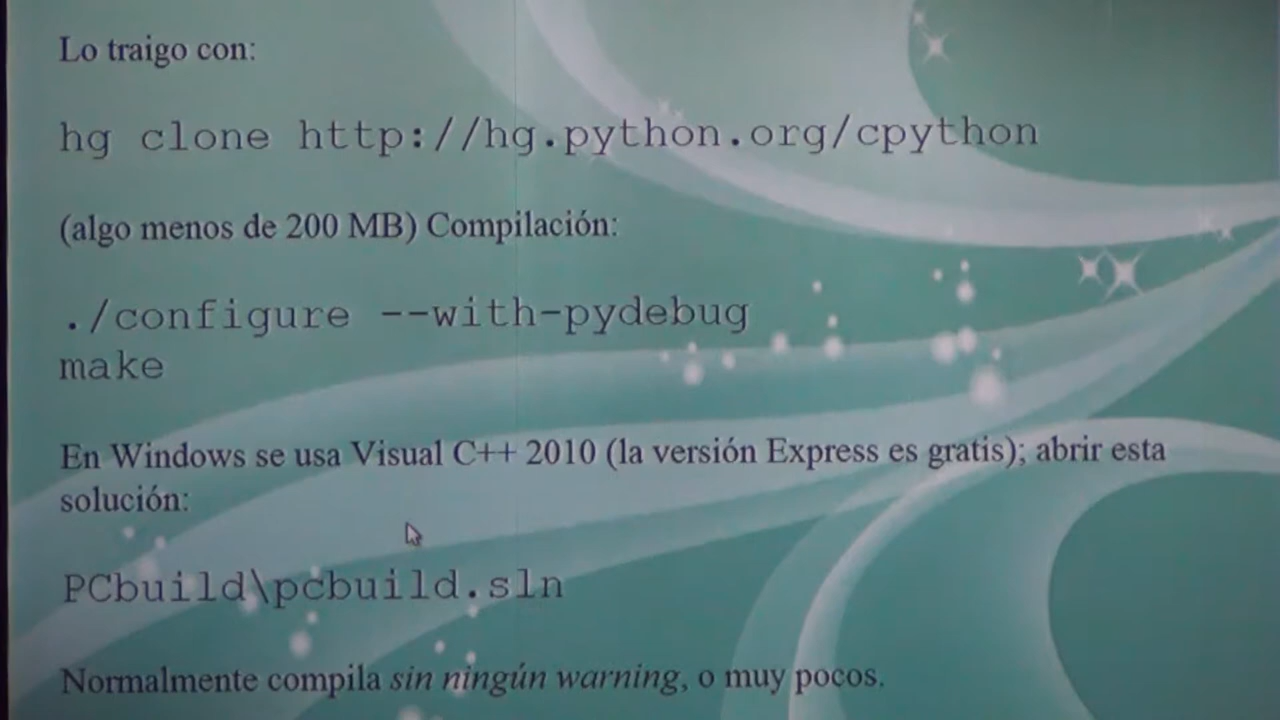 Lo traigo con:
hg clone http://hg.python.org/cpython
(algo menos de 200 MB) Compilación:
./configure --with-pydebug
make
En Windows se usa Visual C++ 2010 (la versión Express es gratis); abrir esta
solución:
PCbuild\pcbuild.sln
Normalmente compila sin ningún warning, o muy pocos.